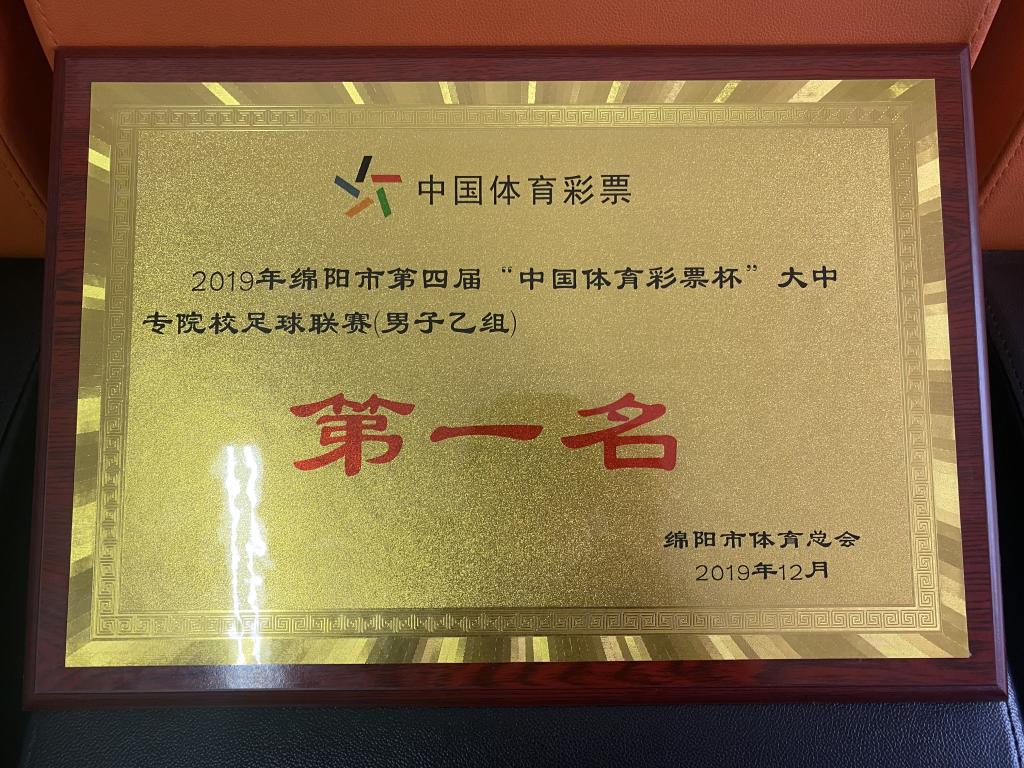 中国体育彩票
2019年绵阳市第四届“中国体育彩票杯”大中
专院校足球联赛(男子乙组)
第一名
绵阳市体育总会
2019年12月